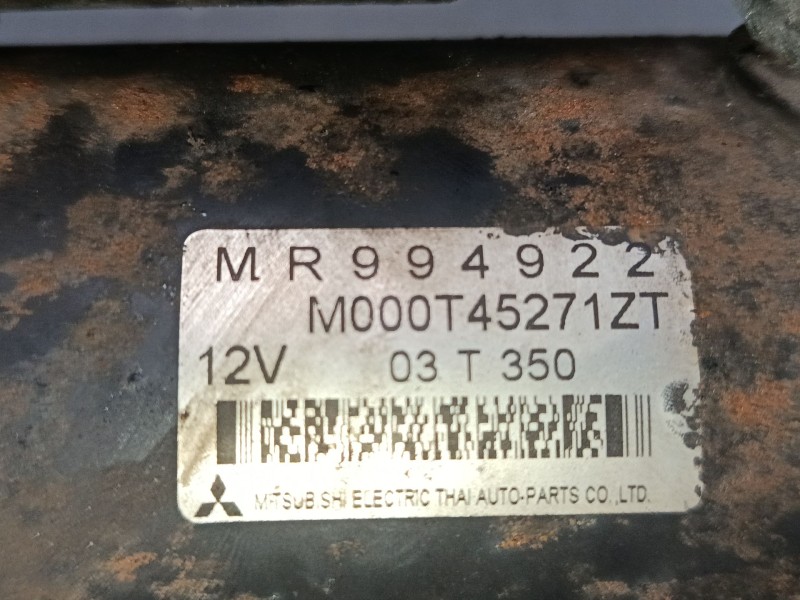 MR994922
M000T45271ZT
12V 03 T 350
MITSUBISHI ELECTRIC THAI AUTO-PARTS CO.,LTD.